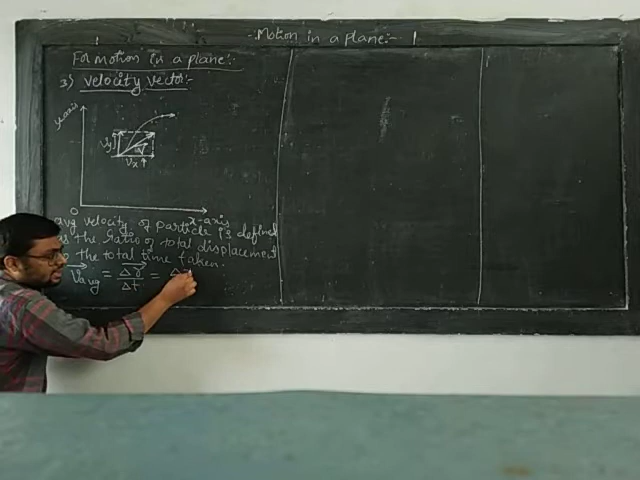 Motion in a plane:-
For motion in a plane:-
3) Velocity vector:-
y-axis
Vy ĵ
Vx î
O
x-axis
avg velocity of particle is defined
as the ratio of total displacement
to the total time taken.
Vavg = Δr / Δt = Δ